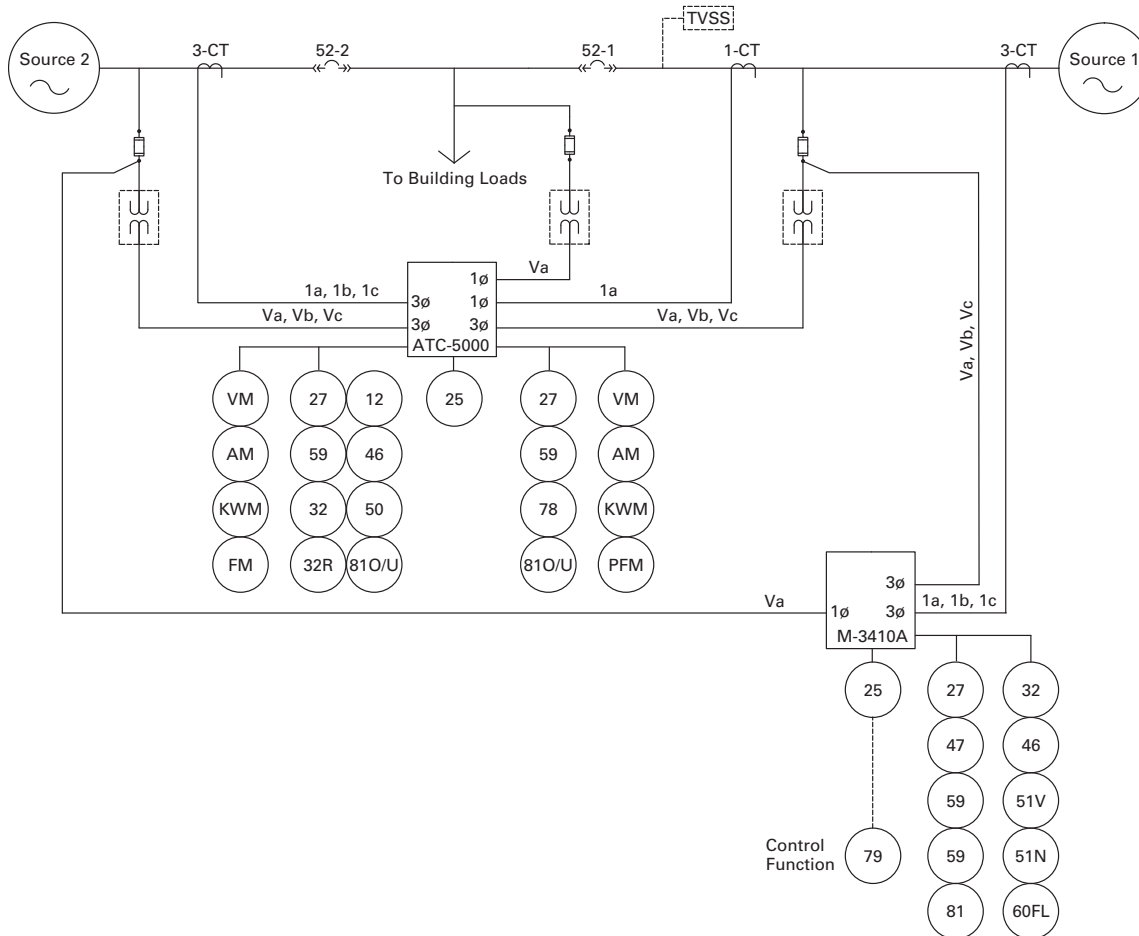 TVSS
3-CT
52-2
52-1
1-CT
3-CT
Source 2
Source 1
To Building Loads
Va
1ø
1a, 1b, 1c
3ø
1ø
1a
Va, Vb, Vc
3ø
3ø
Va, Vb, Vc
ATC-5000
Va, Vb, Vc
VM
27
12
25
27
VM
AM
59
46
59
AM
KWM
32
50
78
KWM
FM
32R
81O/U
81O/U
PFM
3ø
Va
1ø
3ø
1a, 1b, 1c
M-3410A
25
27
32
47
46
59
51V
Control
Function
79
59
51N
81
60FL